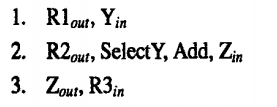 1. R1out, Yin
2. R2out, SelectY, Add, Zin
3. Zout, R3in